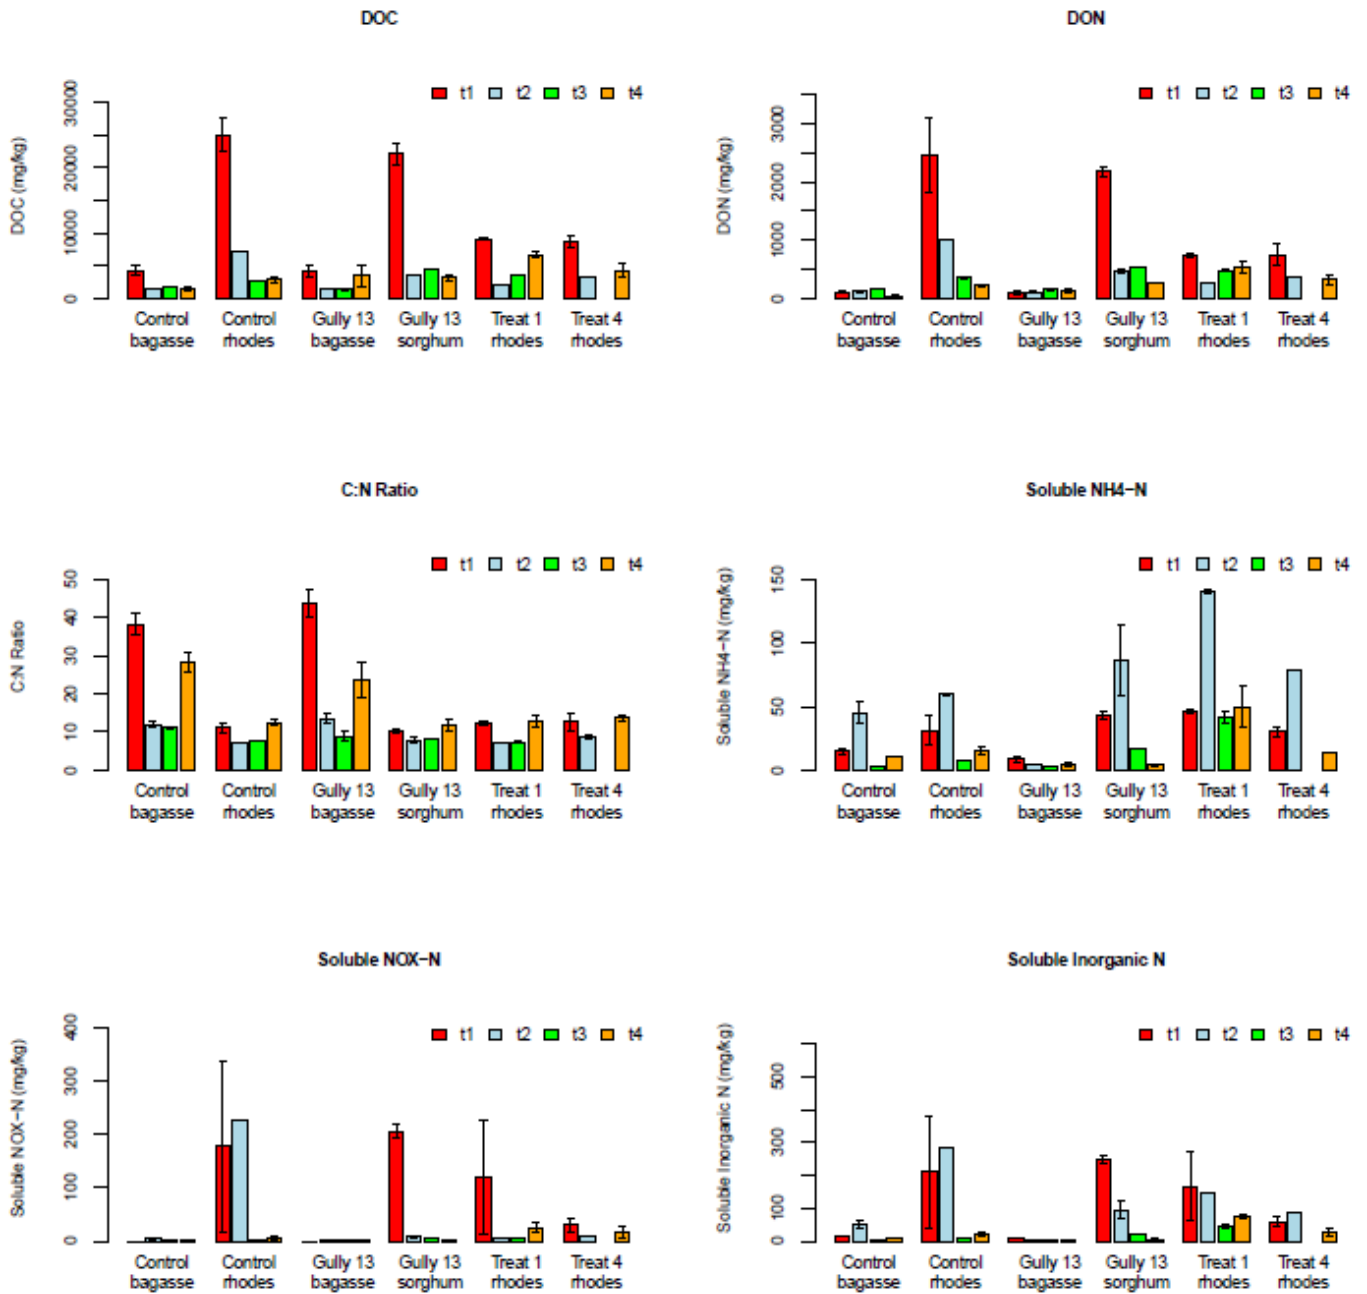 DOC
t1 t2 t3 t4
DOC (mg/kg)
0 10000 20000 30000
Control bagasse
Control rhodes
Gully 13 bagasse
Gully 13 sorghum
Treat 1 rhodes
Treat 4 rhodes
DON
t1 t2 t3 t4
DON (mg/kg)
0 1000 2000 3000
Control bagasse
Control rhodes
Gully 13 bagasse
Gully 13 sorghum
Treat 1 rhodes
Treat 4 rhodes
C:N Ratio
t1 t2 t3 t4
C:N Ratio
0 10 20 30 40 50
Control bagasse
Control rhodes
Gully 13 bagasse
Gully 13 sorghum
Treat 1 rhodes
Treat 4 rhodes
Soluble NH4−N
t1 t2 t3 t4
Soluble NH4−N (mg/kg)
0 50 100 150
Control bagasse
Control rhodes
Gully 13 bagasse
Gully 13 sorghum
Treat 1 rhodes
Treat 4 rhodes
Soluble NOX−N
t1 t2 t3 t4
Soluble NOX−N (mg/kg)
0 100 200 300 400
Control bagasse
Control rhodes
Gully 13 bagasse
Gully 13 sorghum
Treat 1 rhodes
Treat 4 rhodes
Soluble Inorganic N
t1 t2 t3 t4
Soluble Inorganic N (mg/kg)
0 100 300 500
Control bagasse
Control rhodes
Gully 13 bagasse
Gully 13 sorghum
Treat 1 rhodes
Treat 4 rhodes